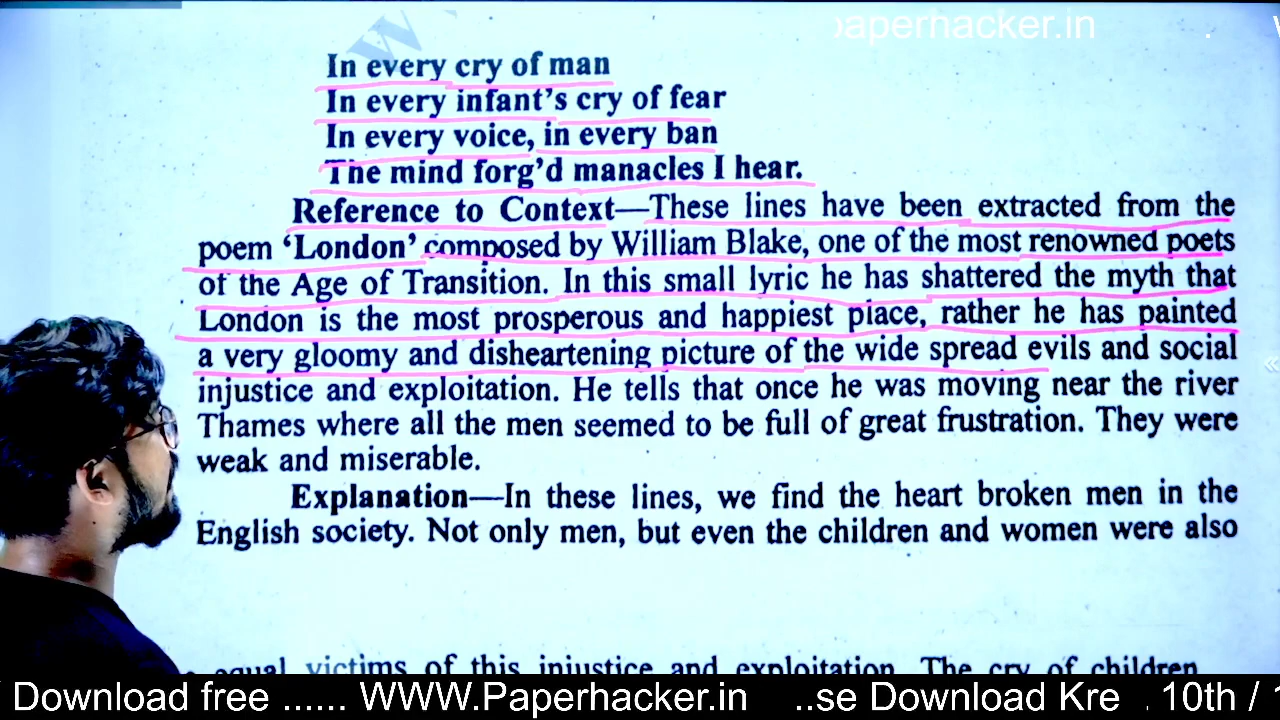 aperhacker.in
W
In every cry of man
In every infant's cry of fear
In every voice, in every ban
The mind forg'd manacles I hear.
Reference to Context—These lines have been extracted from the
poem ‘London’ composed by William Blake, one of the most renowned poets
of the Age of Transition. In this small lyric he has shattered the myth that
London is the most prosperous and happiest place, rather he has painted
a very gloomy and disheartening picture of the wide spread evils and social
injustice and exploitation. He tells that once he was moving near the river
Thames where all the men seemed to be full of great frustration. They were
weak and miserable.
Explanation—In these lines, we find the heart broken men in the
English society. Not only men, but even the children and women were also
equal victims of this injustice and exploitation. The cry of children
Download free ...... WWW.Paperhacker.in ..se Download Kre . 10th /